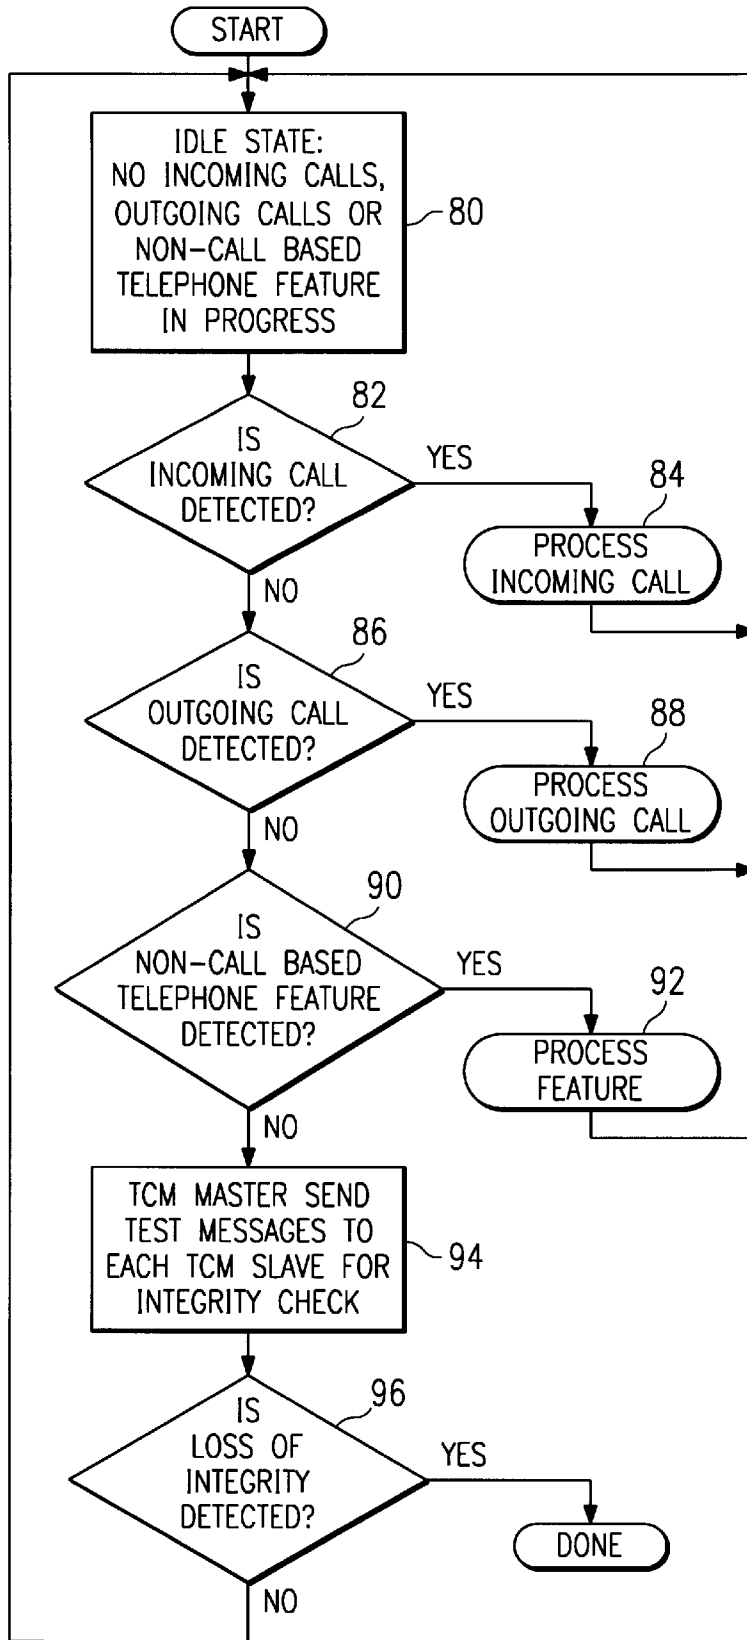 START
IDLE STATE:
NO INCOMING CALLS,
OUTGOING CALLS OR
NON-CALL BASED
TELEPHONE FEATURE
IN PROGRESS
80
IS
INCOMING CALL
DETECTED?
82
YES
NO
PROCESS
INCOMING CALL
84
IS
OUTGOING CALL
DETECTED?
86
YES
NO
PROCESS
OUTGOING CALL
88
IS
NON-CALL BASED
TELEPHONE FEATURE
DETECTED?
90
YES
NO
PROCESS
FEATURE
92
TCM MASTER SEND
TEST MESSAGES TO
EACH TCM SLAVE FOR
INTEGRITY CHECK
94
IS
LOSS OF
INTEGRITY
DETECTED?
96
YES
NO
DONE